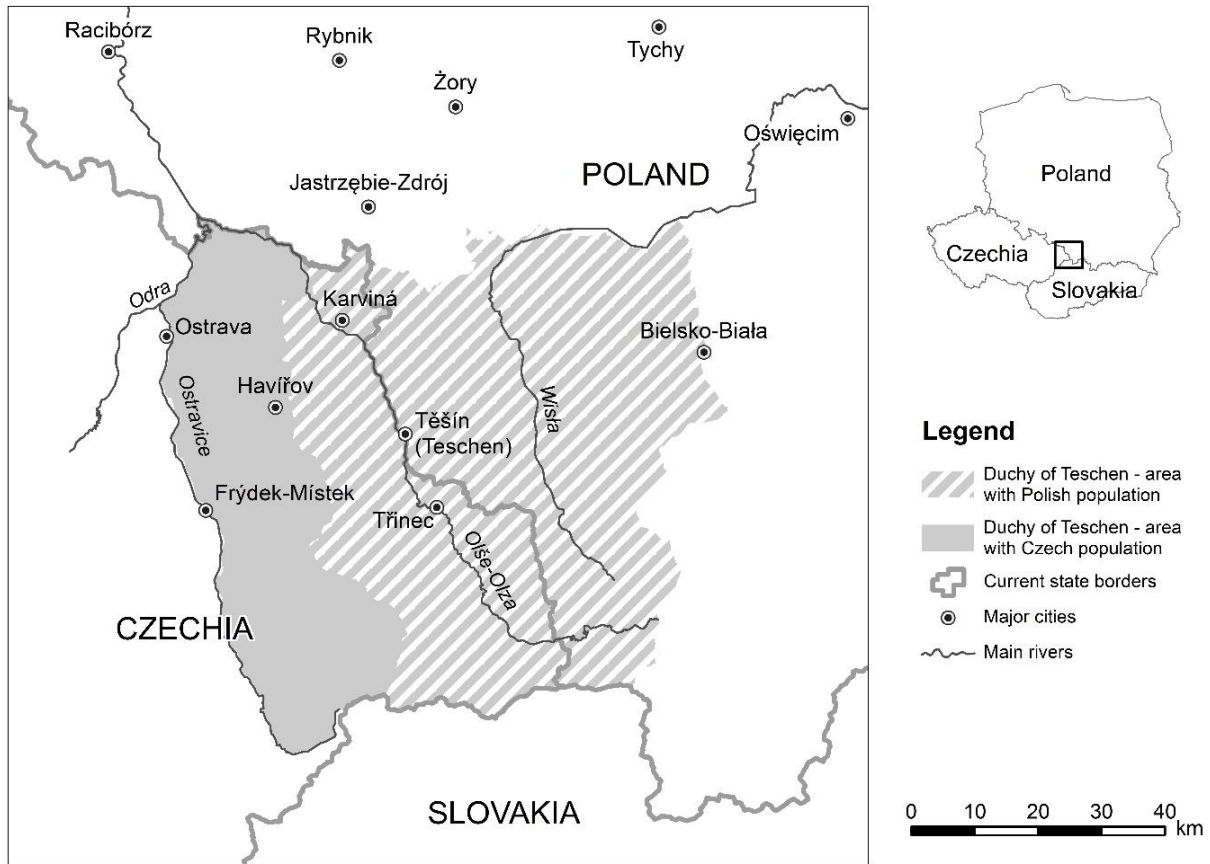 Racibórz
Rybnik
Tychy
Żory
Oświęcim
POLAND
Jastrzębie-Zdrój
Odra
Karviná
Ostrava
Bielsko-Biała
Havířov
Ostravice
Wisła
Těšín
(Teschen)
Frýdek-Místek
Třinec
Olše-Olza
CZECHIA
SLOVAKIA
Poland
Czechia
Slovakia
Legend
Duchy of Teschen - area
with Polish population
Duchy of Teschen - area
with Czech population
Current state borders
Major cities
Main rivers
0 10 20 30 40
km